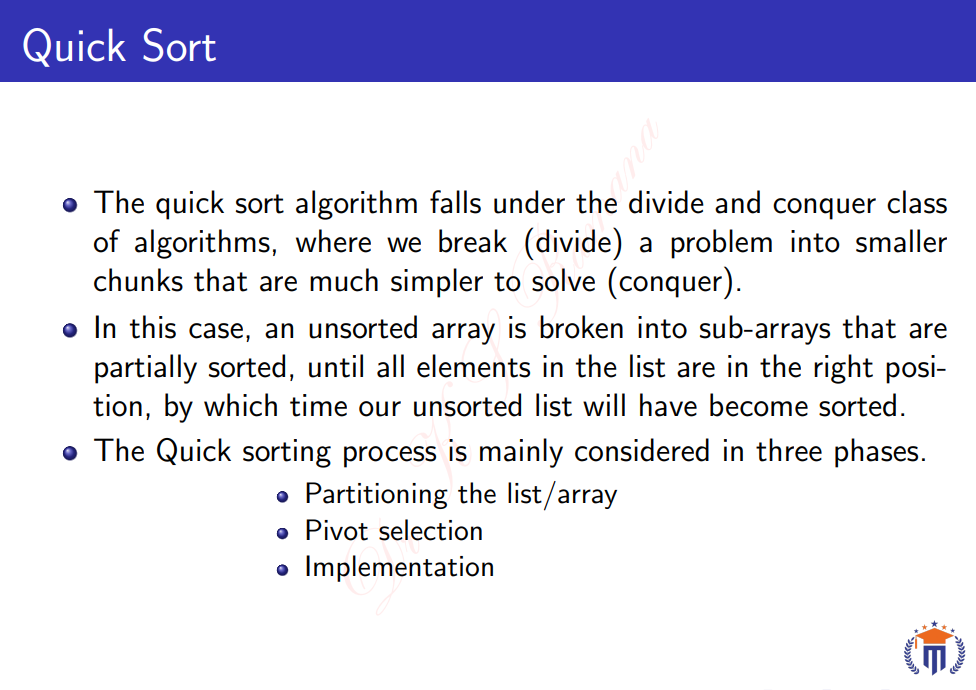 Quick Sort
The quick sort algorithm falls under the divide and conquer class
of algorithms, where we break (divide) a problem into smaller
chunks that are much simpler to solve (conquer).
In this case, an unsorted array is broken into sub-arrays that are
partially sorted, until all elements in the list are in the right posi-
tion, by which time our unsorted list will have become sorted.
The Quick sorting process is mainly considered in three phases.
Partitioning the list/array
Pivot selection
Implementation